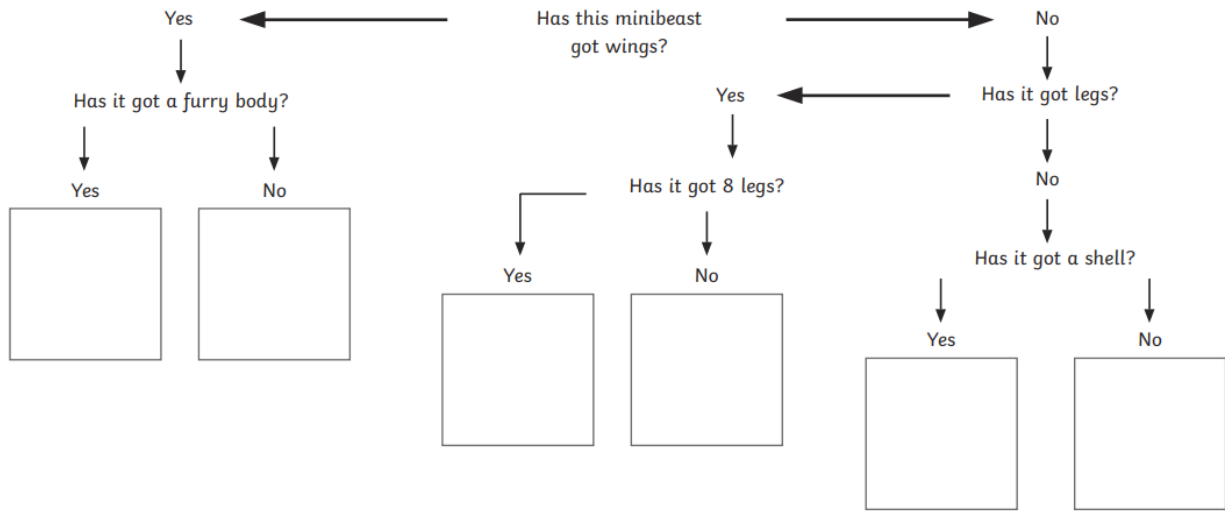 Yes
Has this minibeast
got wings?
No
Has it got a furry body?
Yes
Has it got legs?
Yes
No
Has it got 8 legs?
No
Has it got a shell?
Yes
No
Yes
No